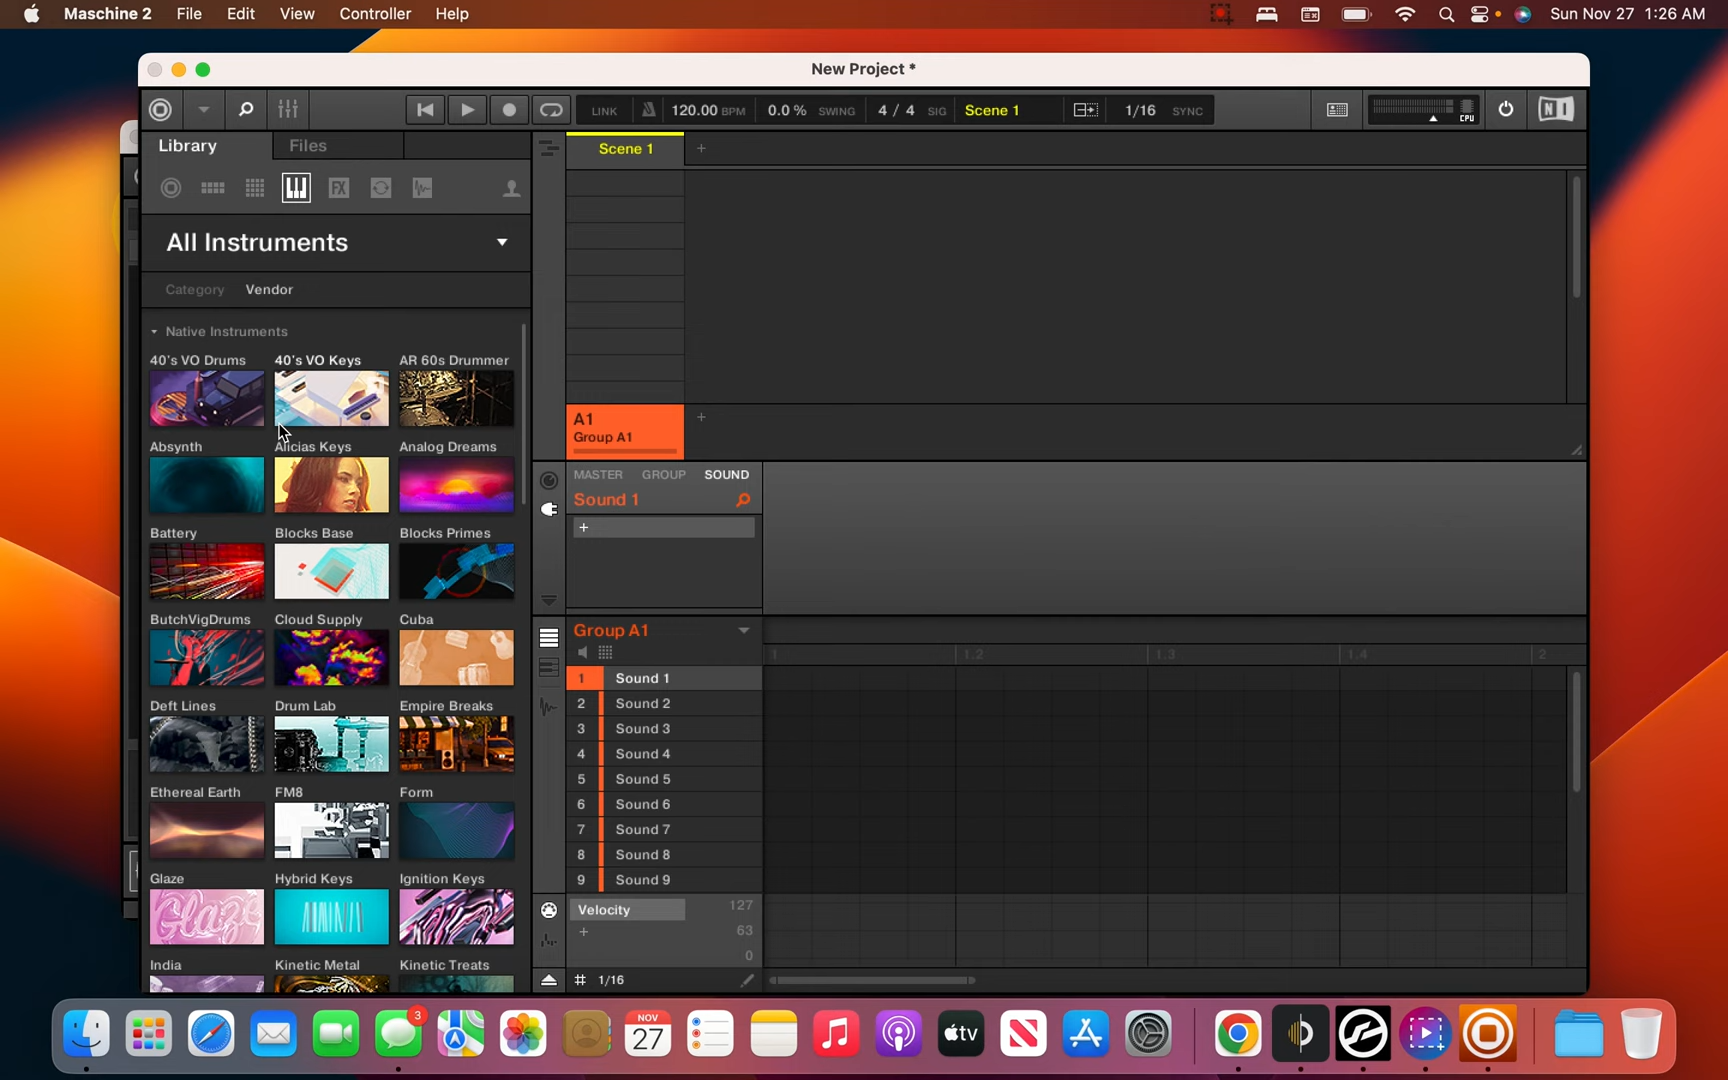 Maschine 2 File Edit View Controller Help Sun Nov 27 1:26 AM
New Project *
LINK 120.00 BPM 0.0 % SWING 4 / 4 SIG Scene 1 1/16 SYNC CPU NI
Library Files
Scene 1 +
FX
All Instruments
Category Vendor
Native Instruments
40's VO Drums 40's VO Keys AR 60s Drummer
Absynth Alicias Keys Analog Dreams
Battery Blocks Base Blocks Primes
ButchVigDrums Cloud Supply Cuba
Deft Lines Drum Lab Empire Breaks
Ethereal Earth FM8 Form
Glaze Hybrid Keys Ignition Keys
Glaze
India Kinetic Metal Kinetic Treats
A1 +
Group A1
MASTER GROUP SOUND
Sound 1
+
Group A1
1 1.2 1.3 1.4 2
1 Sound 1
2 Sound 2
3 Sound 3
4 Sound 4
5 Sound 5
6 Sound 6
7 Sound 7
8 Sound 8
9 Sound 9
Velocity 127
+ 63
0
# 1/16
3
NOV
27
tv